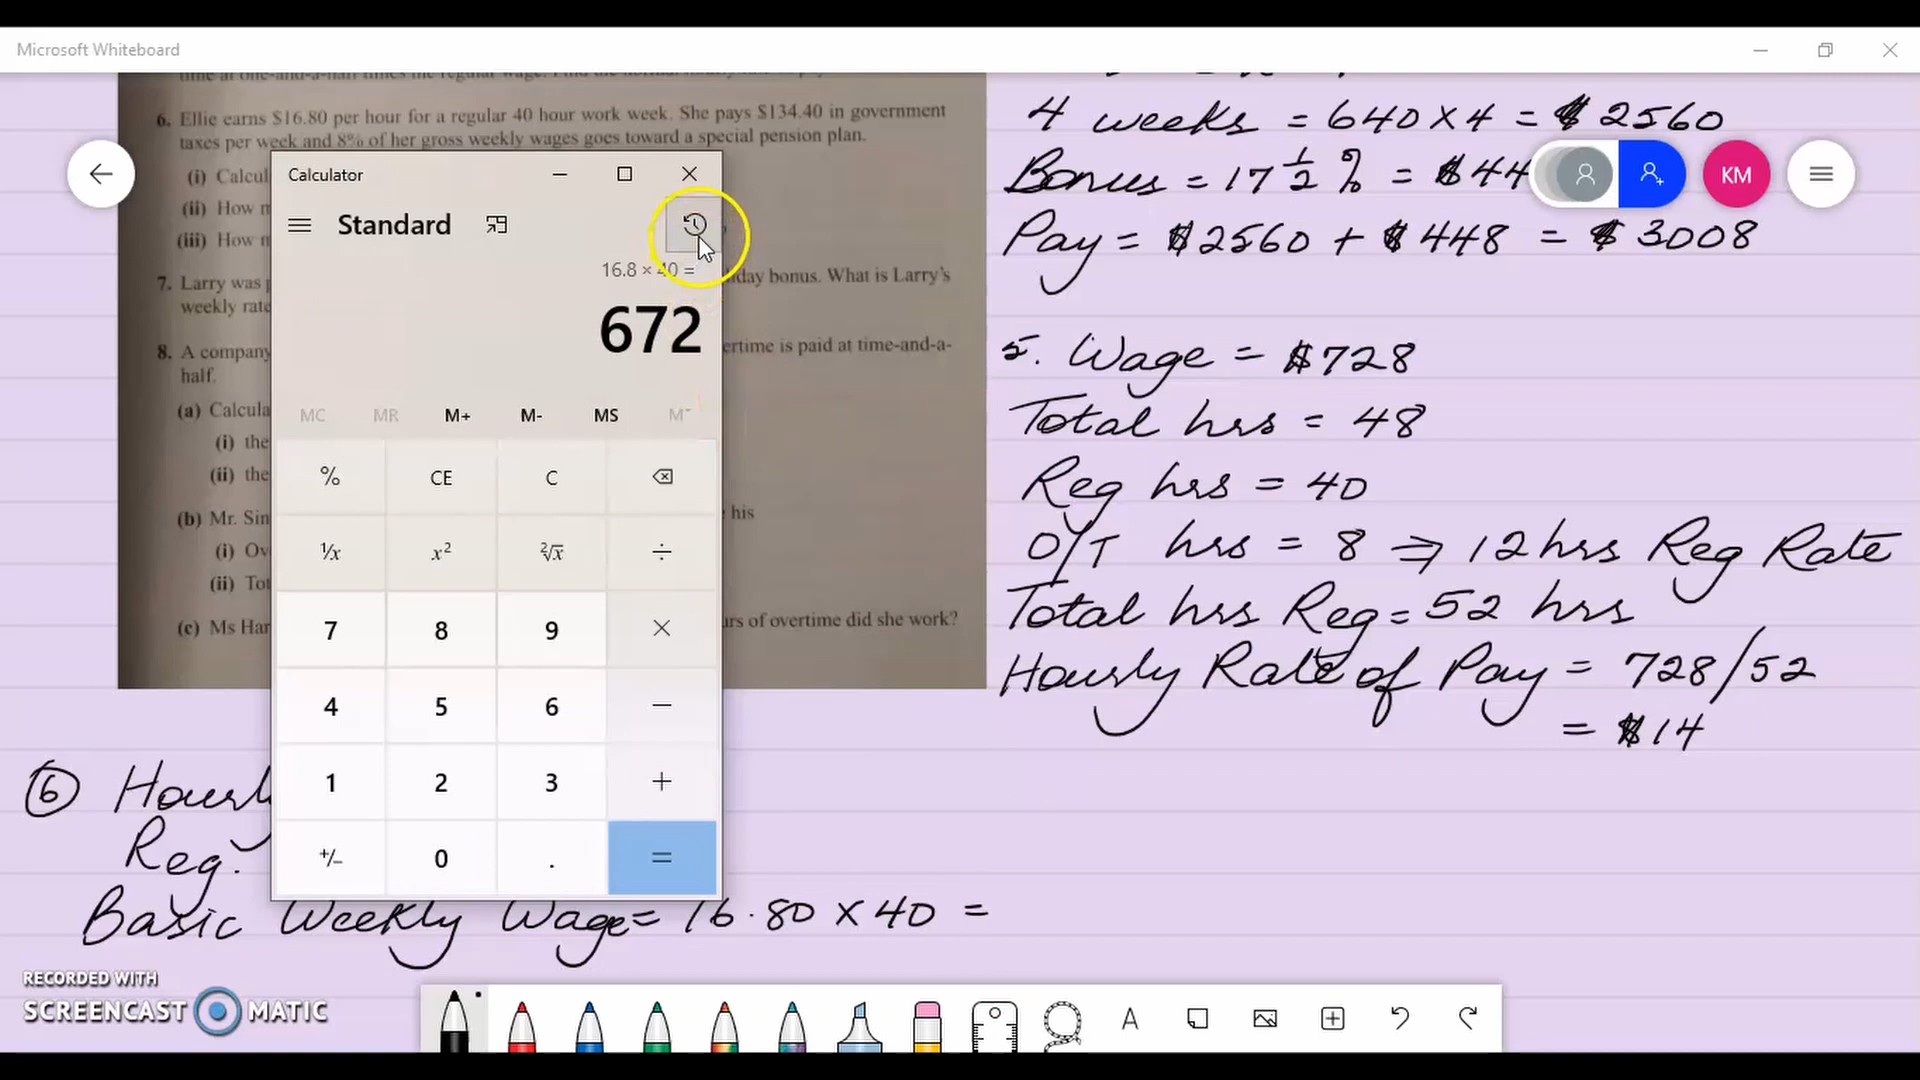 Microsoft Whiteboard
6. Ellie earns $16.80 per hour for a regular 40 hour work week. She pays $134.40 in government
taxes per week and 8% of her gross weekly wages goes toward a special pension plan.
(i) Calcul
(ii) How m
(iii) How m
7. Larry was
liday bonus. What is Larry's
weekly rate
8. A company
ertime is paid at time-and-a-
half.
(a) Calcula
(i) the
(ii) the
(b) Mr. Sin
his
(i) Ov
(ii) Tot
(c) Ms Har
urs of overtime did she work?
Calculator
Standard
16.8 × 40 =
672
MC MR M+ M- MS M
% CE C
1/x x² ²√x ÷
7 8 9 ×
4 5 6 −
1 2 3 +
+/− 0 . =
4 weeks = 640 × 4 = $2560
Bonus = 17 1/2 % = $44
Pay = $2560 + $448 = $3008
5. Wage = $728
Total hrs = 48
Reg hrs = 40
O/T hrs = 8 ⇒ 12 hrs Reg Rate
Total hrs Reg = 52 hrs
Hourly Rate of Pay = 728/52
= $14
KM
6 Hourl
Reg.
Basic Weekly Wage = 16.80 × 40 =
RECORDED WITH
SCREENCAST MATIC
A